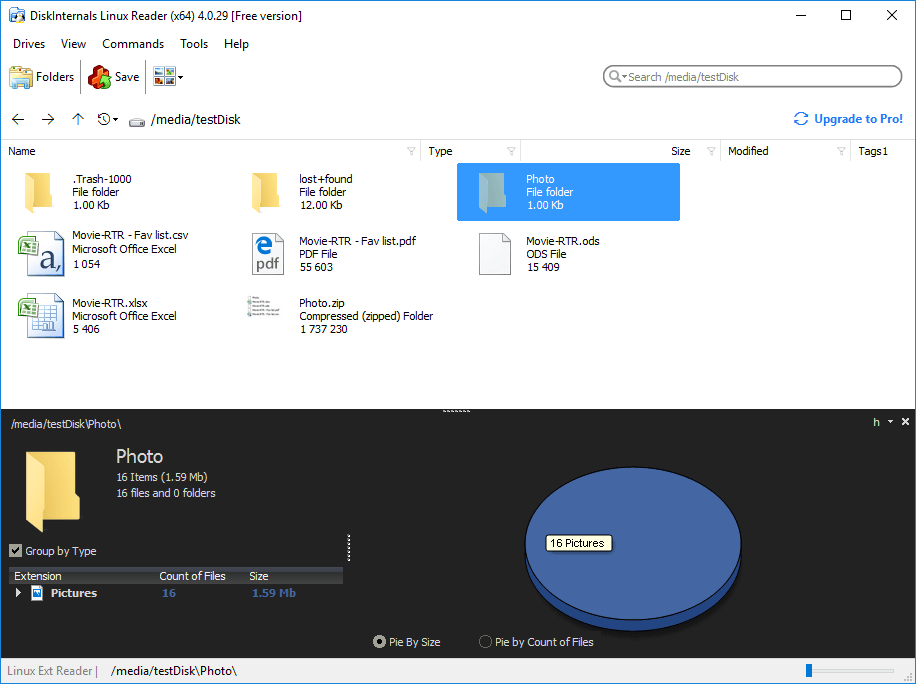 DiskInternals Linux Reader (x64) 4.0.29 [Free version]
Drives View Commands Tools Help
Folders Save Search /media/testDisk
/media/testDisk Upgrade to Pro!
Name Type Size Modified Tags1
.Trash-1000
File folder
1.00 Kb
lost+found
File folder
12.00 Kb
Photo
File folder
1.00 Kb
Movie-RTR - Fav list.csv
Microsoft Office Excel
1 054
a,
Movie-RTR - Fav list.pdf
PDF File
55 603
pdf
Movie-RTR.ods
ODS File
15 409
Movie-RTR.xlsx
Microsoft Office Excel
5 406
Photo.zip
Compressed (zipped) Folder
1 737 230
/media/testDisk\Photo\ h
Photo
16 Items (1.59 Mb)
16 files and 0 folders
Group by Type
Extension Count of Files Size
Pictures 16 1.59 Mb
16 Pictures
Pie By Size Pie by Count of Files
Linux Ext Reader | /media/testDisk\Photo\